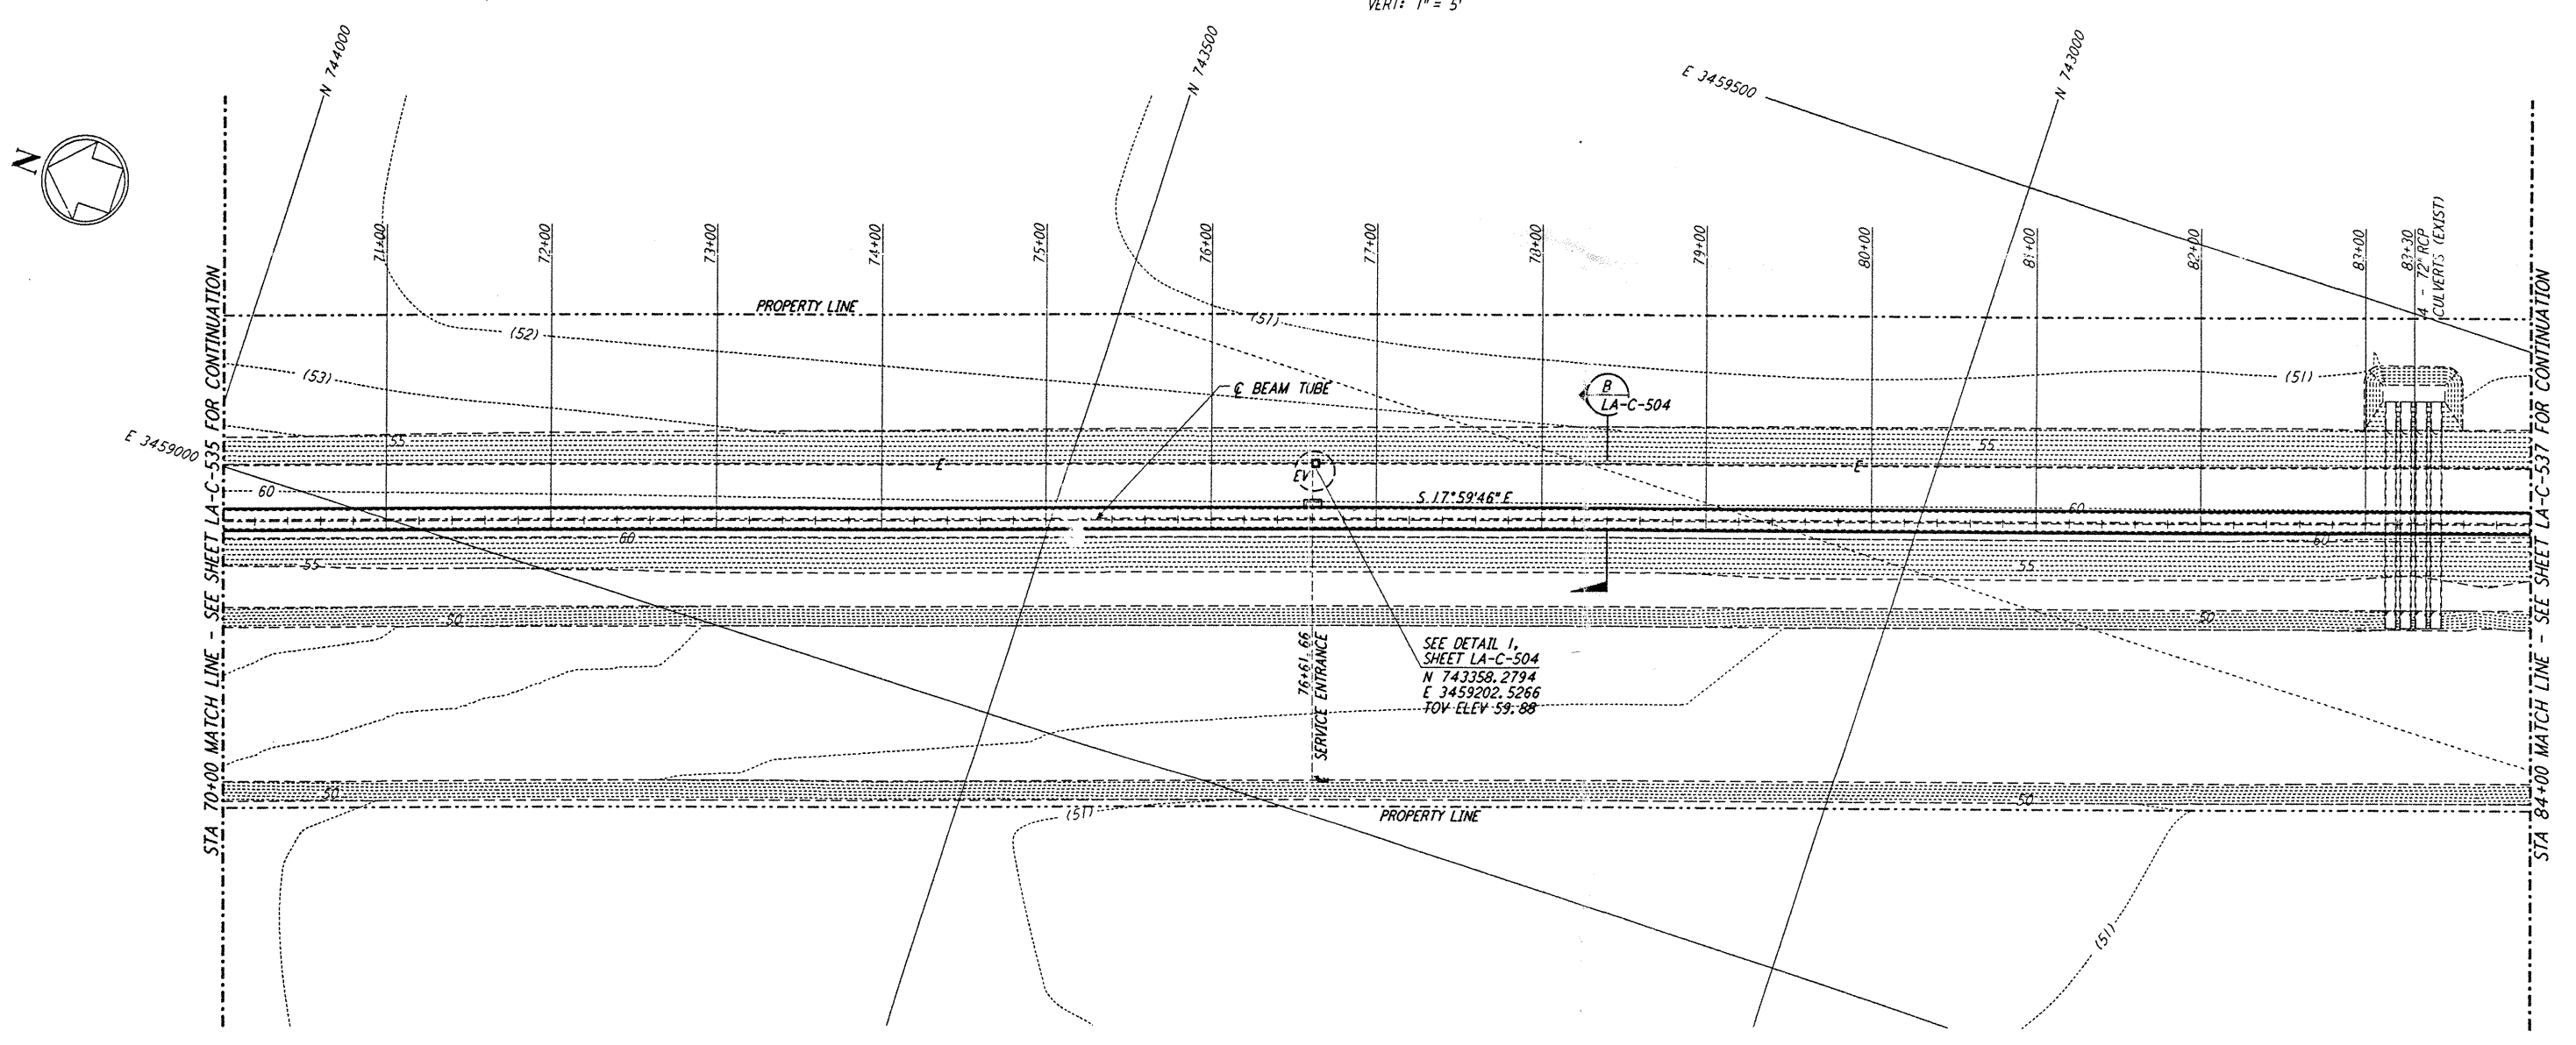 VERT: 1" = 5'
N 744000
N 743500
N 743000
E 3459500
N
71+00
72+00
73+00
74+00
75+00
76+00
77+00
78+00
79+00
80+00
81+00
82+00
83+00
83+30
4 - 72" RCP
CULVERTS (EXIST)
STA 70+00 MATCH LINE - SEE SHEET LA-C-535 FOR CONTINUATION
STA 84+00 MATCH LINE - SEE SHEET LA-C-537 FOR CONTINUATION
PROPERTY LINE
(51)
(52)
(53)
(51)
℄ BEAM TUBE
B
LA-C-504
E 3459000
55
55
E
E
EV
60
S 17°59'46" E
60
60
60
55
55
50
50
76+61.66
℄ SERVICE ENTRANCE
SEE DETAIL 1,
SHEET LA-C-504
N 743358.2794
E 3459202.5266
TOV ELEV 59.88
50
50
(51)
PROPERTY LINE
(51)